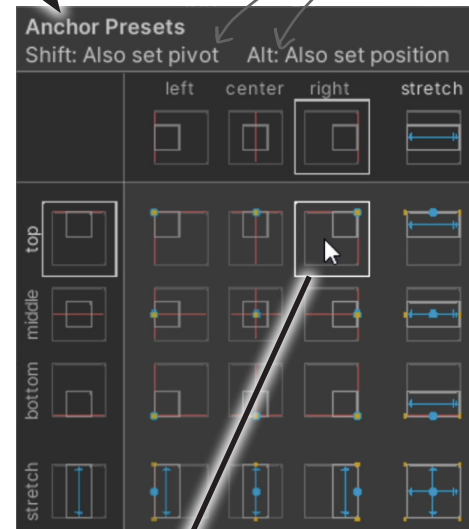 Anchor Presets
Shift: Also set pivot Alt: Also set position
left center right stretch
top
middle
bottom
stretch